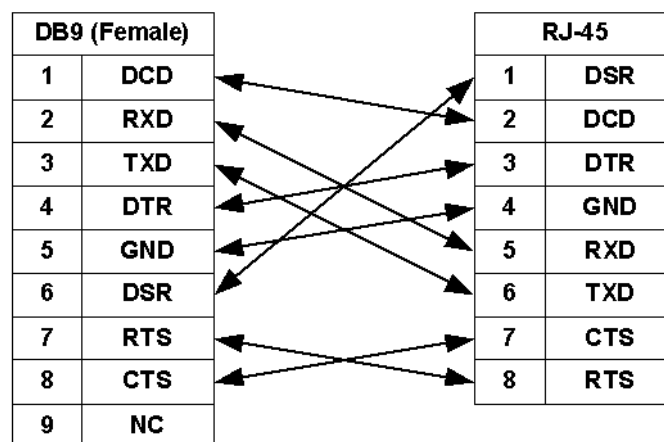 DB9 (Female) RJ-45
1 DCD 1 DSR
2 RXD 2 DCD
3 TXD 3 DTR
4 DTR 4 GND
5 GND 5 RXD
6 DSR 6 TXD
7 RTS 7 CTS
8 CTS 8 RTS
9 NC